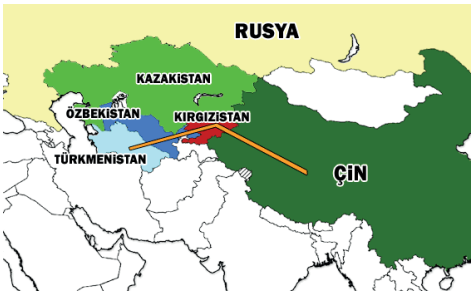 RUSYA
KAZAKİSTAN
ÖZBEKİSTAN
KIRGIZİSTAN
TÜRKMENİSTAN
ÇİN